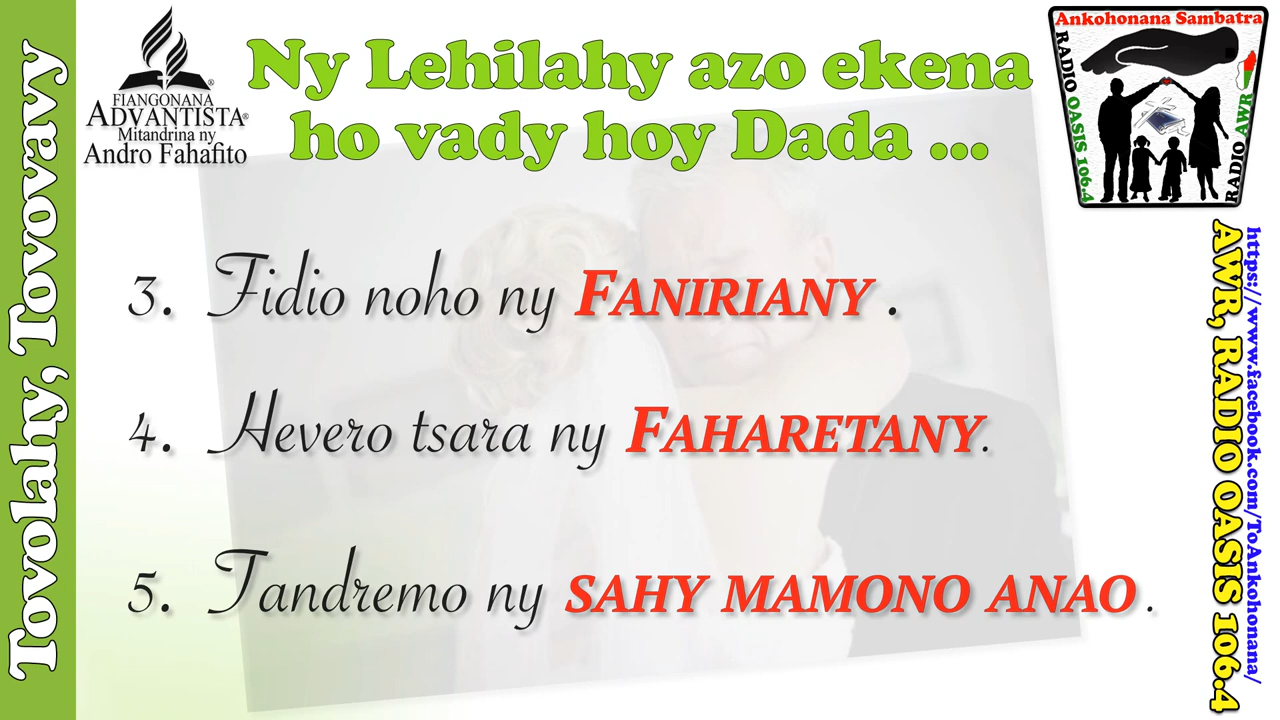 Tovolahy, Tovovavy
FIANGONANA
ADVANTISTA®
Mitandrina ny
Andro Fahafito
Ny Lehilahy azo ekena
ho vady hoy Dada ...
Ankohonana Sambatra
RADIO OASIS 106.4
RADIO AWR
3. Fidio noho ny FANIRIANY .
4. Hevero tsara ny FAHARETANY.
5. Tandremo ny SAHY MAMONO ANAO .
https://www.facebook.com/ToAnkohonana/
AWR, RADIO OASIS 106.4